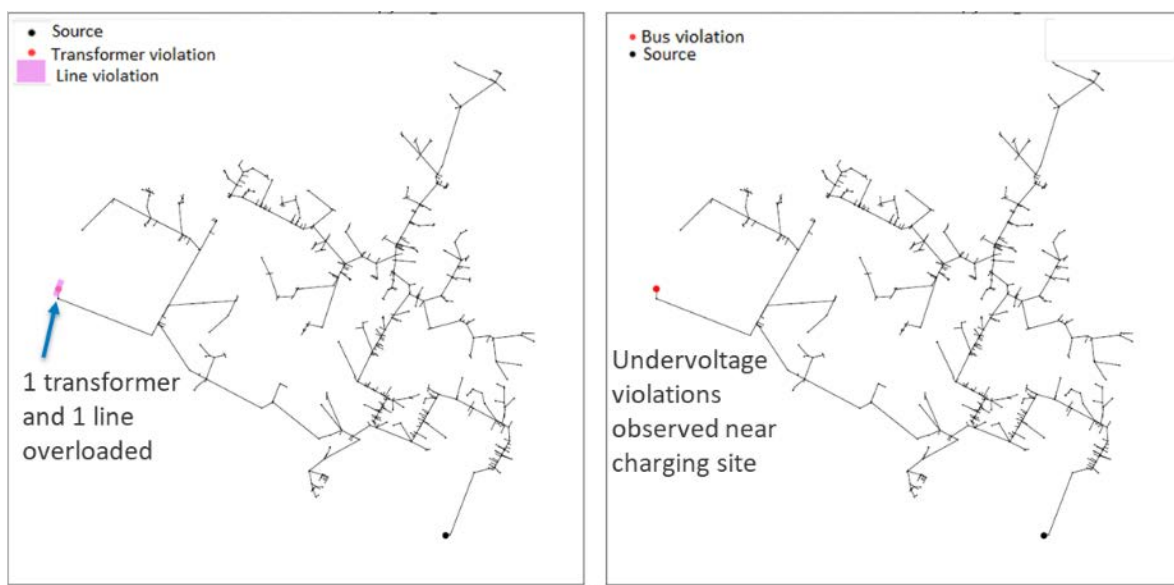 Source
Transformer violation
Line violation
1 transformer
and 1 line
overloaded
Bus violation
Source
Undervoltage
violations
observed near
charging site